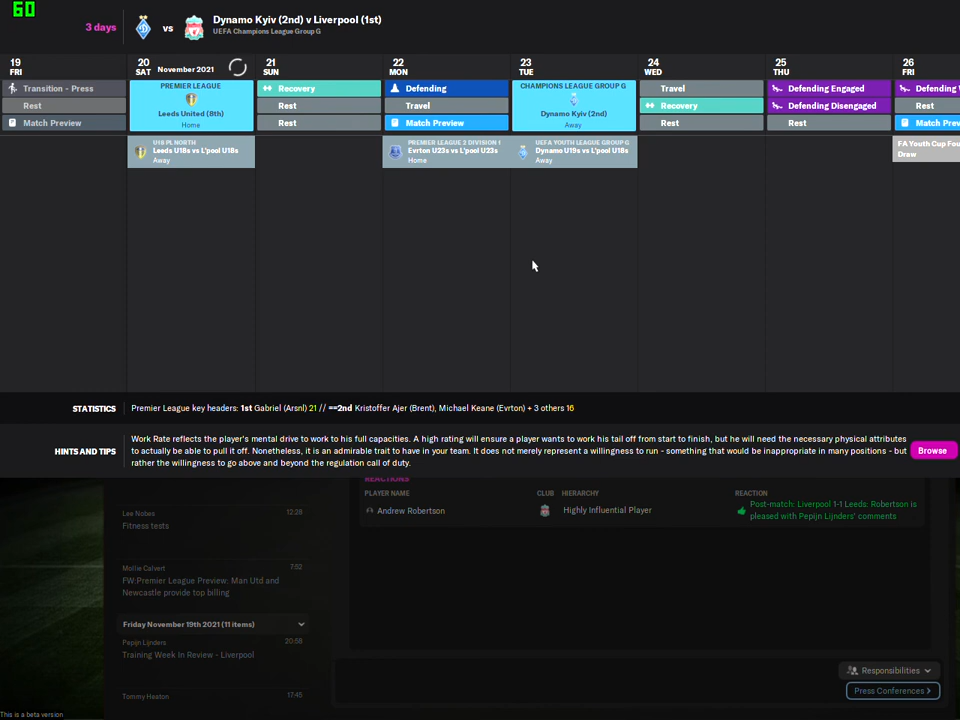 60
3 days
vs
Dynamo Kyiv (2nd) v Liverpool (1st)
UEFA Champions League Group G
19
FRI
20
SAT
November 2021
21
SUN
22
MON
23
TUE
24
WED
25
THU
26
FRI
Transition - Press
Rest
Match Preview
PREMIER LEAGUE
Leeds United (8th)
Home
Recovery
Rest
Rest
Defending
Travel
Match Preview
CHAMPIONS LEAGUE GROUP G
Dynamo Kyiv (2nd)
Away
Travel
Recovery
Rest
Defending Engaged
Defending Disengaged
Rest
Defending
Rest
Match Prev
U18 PL NORTH
Leeds U18s vs L'pool U18s
Away
PREMIER LEAGUE 2 DIVISION 1
Evrton U23s vs L'pool U23s
Home
UEFA YOUTH LEAGUE GROUP G
Dynamo U19s vs L'pool U18s
Away
FA Youth Cup Fou
Draw
STATISTICS
Premier League key headers: 1st Gabriel (Arsnl) 21 // ==2nd Kristoffer Ajer (Brent), Michael Keane (Evrton) + 3 others 16
HINTS AND TIPS
Work Rate reflects the player's mental drive to work to his full capacities. A high rating will ensure a player wants to work his tail off from start to finish, but he will need the necessary physical attributes
to actually be able to pull it off. Nonetheless, it is an admirable trait to have in your team. It does not merely represent a willingness to run - something that would be inappropriate in many positions - but
rather the willingness to go above and beyond the regulation call of duty.
Browse
REACTIONS
PLAYER NAME
CLUB
HIERARCHY
REACTION
Andrew Robertson
Highly Influential Player
Post-match: Liverpool 1-1 Leeds: Robertson is
pleased with Pepijn Lijnders' comments
Lee Nobes
12:28
Fitness tests
Mollie Calvert
7:52
FW:Premier League Preview: Man Utd and
Newcastle provide top billing
Friday November 19th 2021 (11 items)
Pepijn Lijnders
20:58
Training Week In Review - Liverpool
Tommy Heaton
17:45
Responsibilities
Press Conferences >
This is a beta version